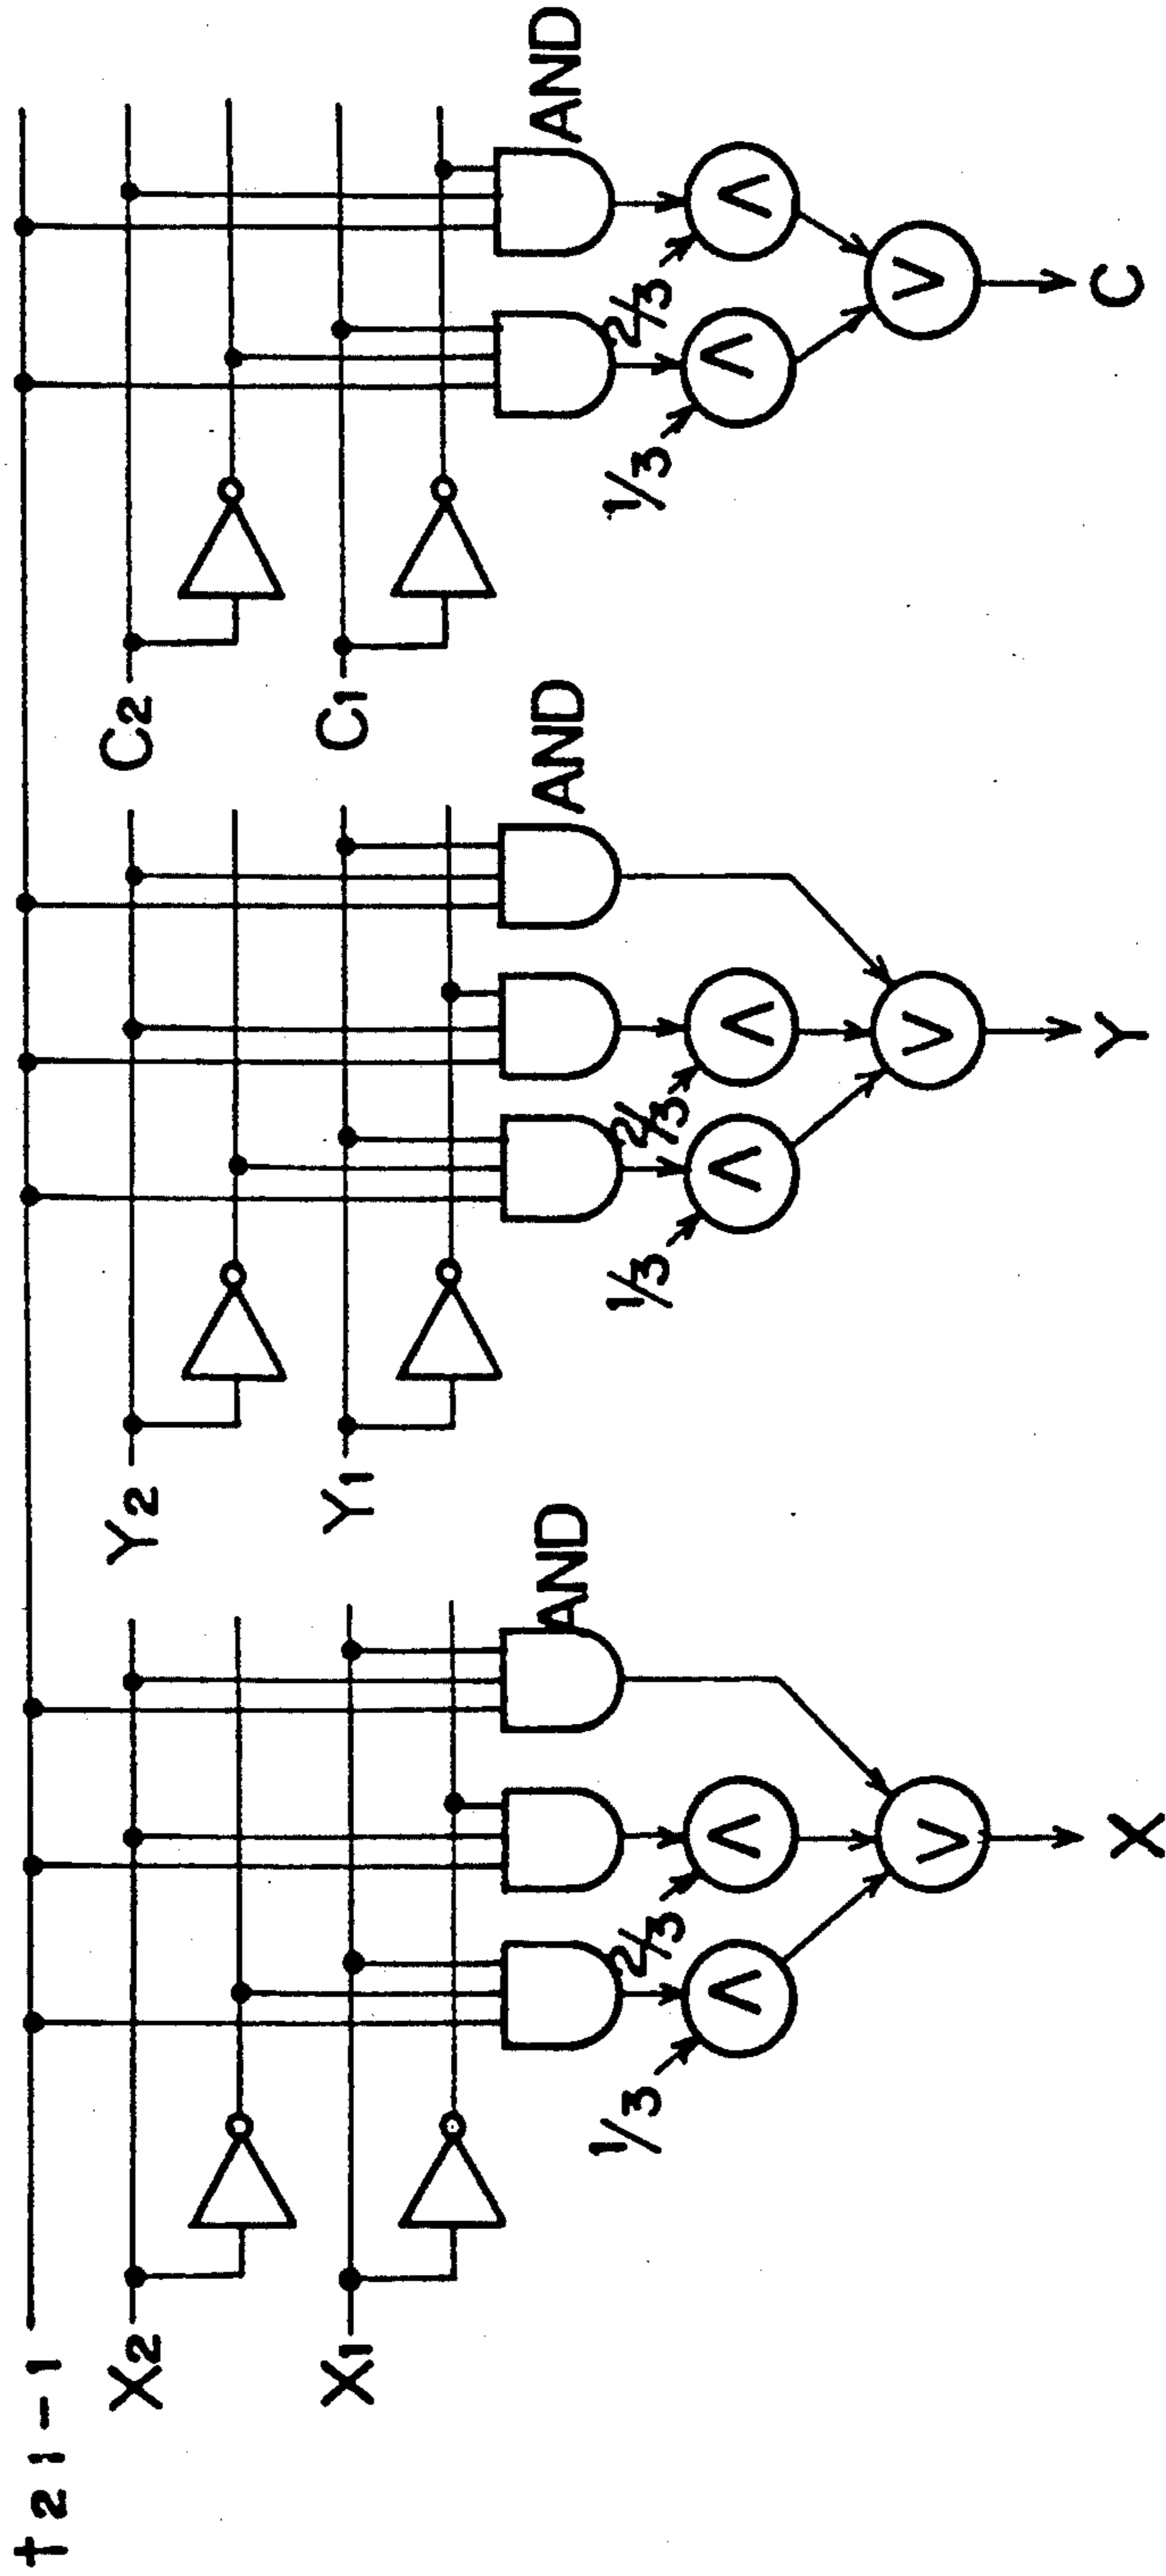 t2i-1
X2 Y2 C2
X1 Y1 C1
AND AND AND
1/3 2/3 1/3 2/3 1/3 2/3
∧ ∧ ∧ ∧ ∧ ∧
∨ ∨ ∨
X Y C